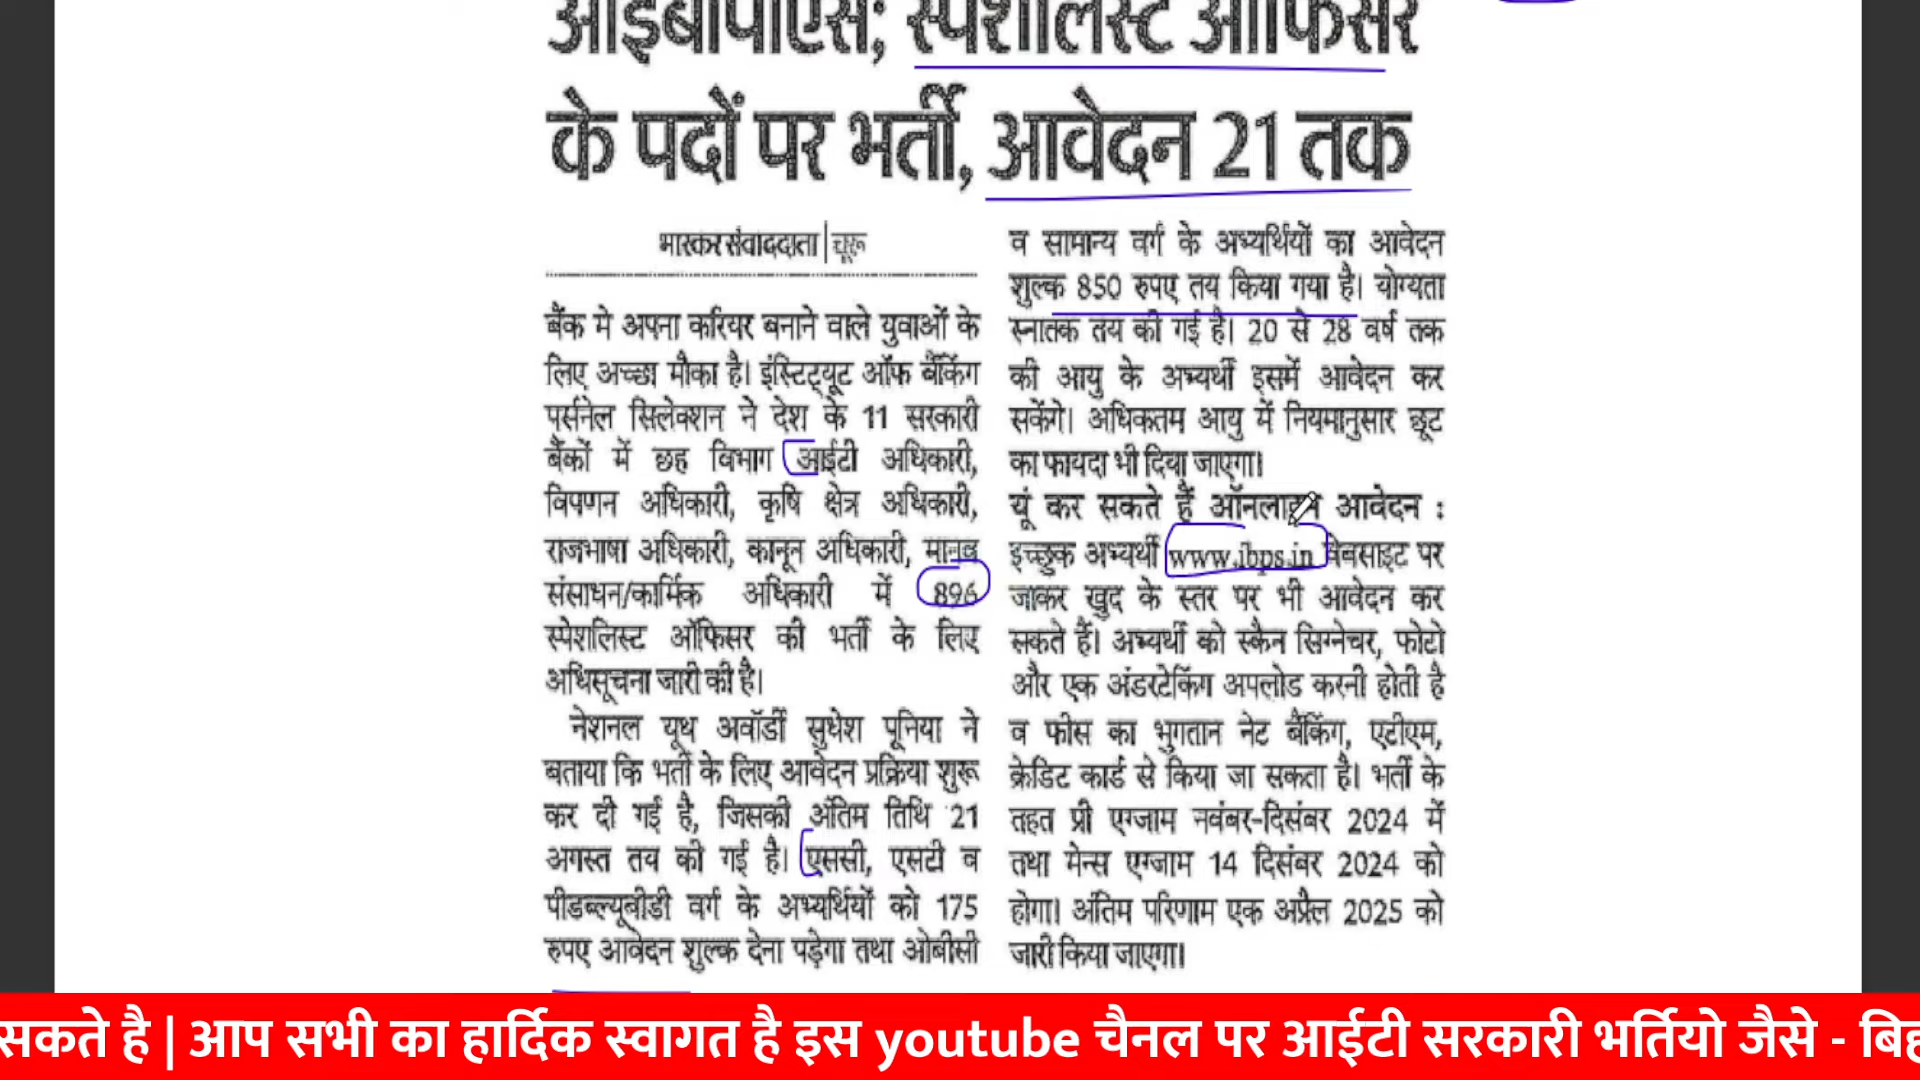 आईबीपीएस; स्पेशलिस्ट ऑफिसर
के पदों पर भर्ती, आवेदन 21 तक
भास्कर संवाददाता | चूरू
बैंक मे अपना करियर बनाने वाले युवाओं के
लिए अच्छा मौका है। इंस्टिट्यूट ऑफ बैंकिंग
पर्सनेल सिलेक्शन ने देश के 11 सरकारी
बैंकों में छह विभाग आईटी अधिकारी,
विपणन अधिकारी, कृषि क्षेत्र अधिकारी,
राजभाषा अधिकारी, कानून अधिकारी, मानव
संसाधन/कार्मिक अधिकारी में 896
स्पेशलिस्ट ऑफिसर की भर्ती के लिए
अधिसूचना जारी की है।
नेशनल यूथ अवॉर्डी सुधेश पूनिया ने
बताया कि भर्ती के लिए आवेदन प्रक्रिया शुरू
कर दी गई है, जिसकी अंतिम तिथि 21
अगस्त तय की गई है। एससी, एसटी व
पीडब्ल्यूबीडी वर्ग के अभ्यर्थियों को 175
रुपए आवेदन शुल्क देना पड़ेगा तथा ओबीसी
व सामान्य वर्ग के अभ्यर्थियों का आवेदन
शुल्क 850 रुपए तय किया गया है। योग्यता
स्नातक तय की गई है। 20 से 28 वर्ष तक
की आयु के अभ्यर्थी इसमें आवेदन कर
सकेंगे। अधिकतम आयु में नियमानुसार छूट
का फायदा भी दिया जाएगा।
यूं कर सकते हैं ऑनलाइन आवेदन :
इच्छुक अभ्यर्थी www.ibps.in वेबसाइट पर
जाकर खुद के स्तर पर भी आवेदन कर
सकते हैं। अभ्यर्थी को स्कैन सिग्नेचर, फोटो
और एक अंडरटेकिंग अपलोड करनी होती है
व फीस का भुगतान नेट बैंकिंग, एटीएम,
क्रेडिट कार्ड से किया जा सकता है। भर्ती के
तहत प्री एग्जाम नवंबर-दिसंबर 2024 में
तथा मेन्स एग्जाम 14 दिसंबर 2024 को
होगा। अंतिम परिणाम एक अप्रैल 2025 को
जारी किया जाएगा।
सकते है | आप सभी का हार्दिक स्वागत है इस youtube चैनल पर आईटी सरकारी भर्तियो जैसे - बिह